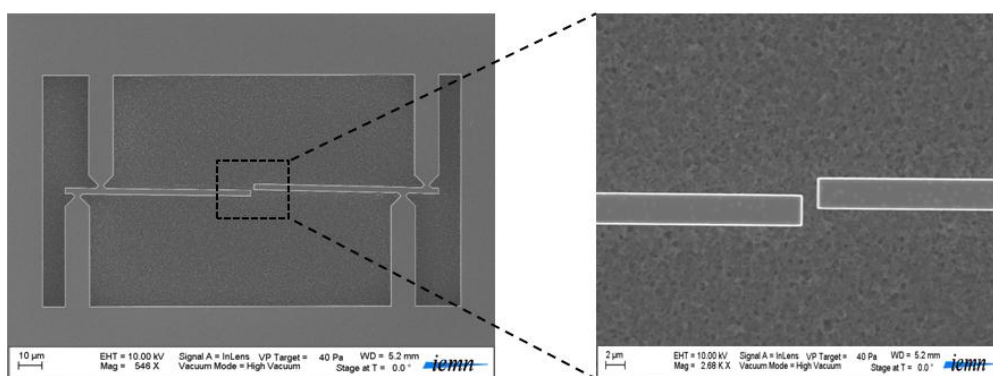 10 µm
EHT = 10.00 kV Signal A = InLens VP Target = 40 Pa WD = 5.2 mm
Mag = 546 X Vacuum Mode = High Vacuum Stage at T = 0.0 °
iemn
2 µm
EHT = 10.00 kV Signal A = InLens VP Target = 40 Pa WD = 5.2 mm
Mag = 2.68 K X Vacuum Mode = High Vacuum Stage at T = 0.0 °
iemn